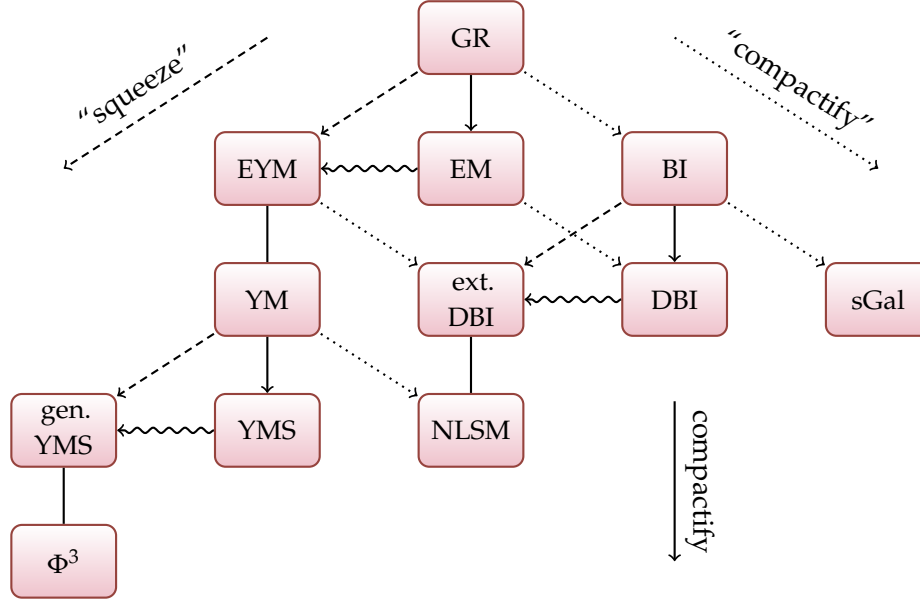 GR
“squeeze”
“compactify”
EYM
EM
BI
YM
ext.
DBI
DBI
sGal
gen.
YMS
YMS
NLSM
compactify
Φ³